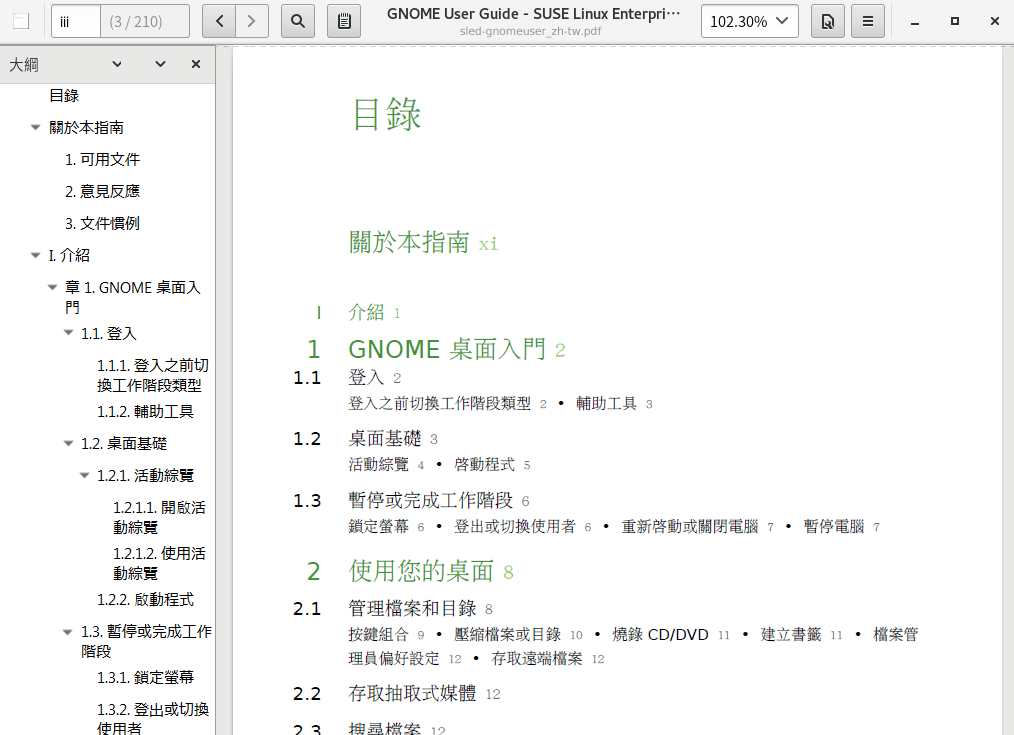 iii (3 / 210)
GNOME User Guide - SUSE Linux Enterpri⋯
sled-gnomeuser_zh-tw.pdf
102.30%
大綱
目錄
關於本指南
1. 可用文件
2. 意見反應
3. 文件慣例
I. 介紹
章 1. GNOME 桌面入
門
1.1. 登入
1.1.1. 登入之前切
換工作階段類型
1.1.2. 輔助工具
1.2. 桌面基礎
1.2.1. 活動綜覽
1.2.1.1. 開啟活
動綜覽
1.2.1.2. 使用活
動綜覽
1.2.2. 啟動程式
1.3. 暫停或完成工作
階段
1.3.1. 鎖定螢幕
1.3.2. 登出或切換
使用者
目錄
關於本指南 xi
I 介紹 1
1 GNOME 桌面入門 2
1.1 登入 2
登入之前切換工作階段類型 2 • 輔助工具 3
1.2 桌面基礎 3
活動綜覽 4 • 啓動程式 5
1.3 暫停或完成工作階段 6
鎖定螢幕 6 • 登出或切換使用者 6 • 重新啓動或關閉電腦 7 • 暫停電腦 7
2 使用您的桌面 8
2.1 管理檔案和目錄 8
按鍵組合 9 • 壓縮檔案或目錄 10 • 燒錄 CD/DVD 11 • 建立書籤 11 • 檔案管
理員偏好設定 12 • 存取遠端檔案 12
2.2 存取抽取式媒體 12
2.3 搜尋檔案 12